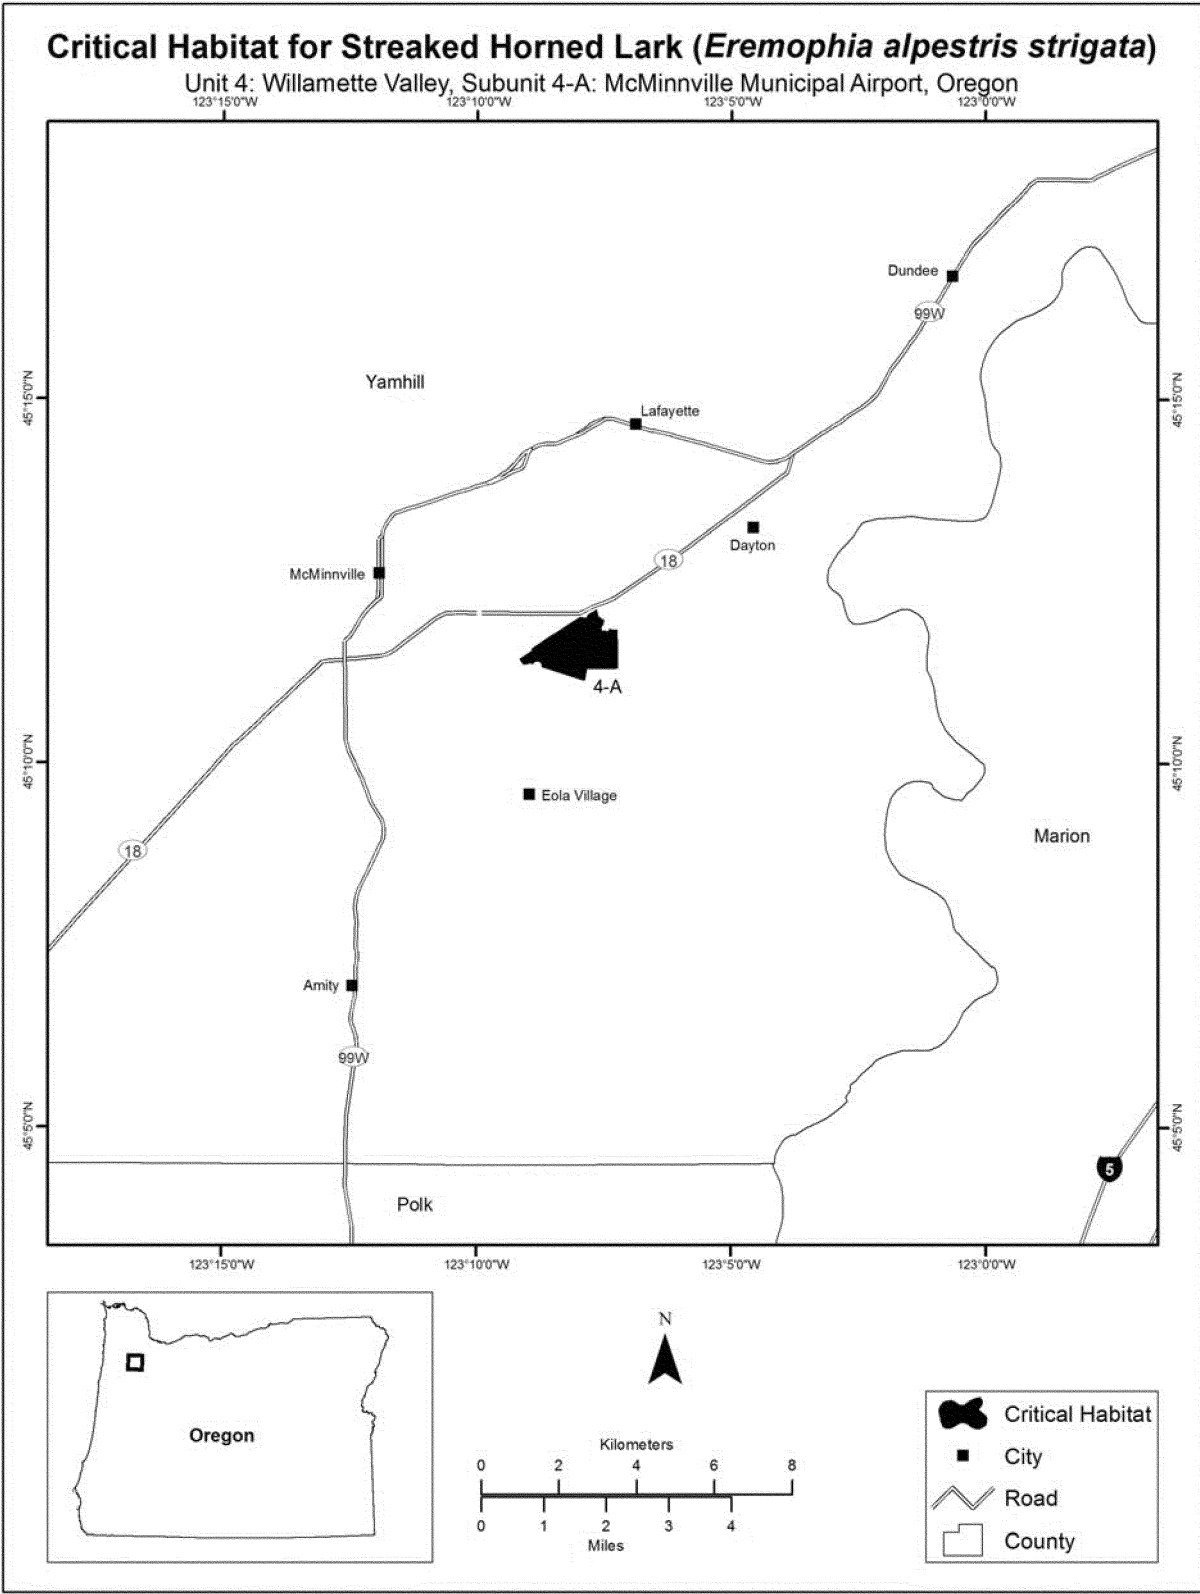 Critical Habitat for Streaked Horned Lark (Eremophia alpestris strigata)
Unit 4: Willamette Valley, Subunit 4-A: McMinnville Municipal Airport, Oregon
123°15'0"W 123°10'0"W 123°5'0"W 123°0'0"W
Dundee
99W
Yamhill
45°15'0"N 45°15'0"N
Lafayette
Dayton
18
McMinnville
4-A
45°10'0"N 45°10'0"N
Eola Village
Marion
18
Amity
99W
45°5'0"N 45°5'0"N
5
Polk
123°15'0"W 123°10'0"W 123°5'0"W 123°0'0"W
Oregon
N
Kilometers
0 2 4 6 8
0 1 2 3 4
Miles
Critical Habitat
City
Road
County